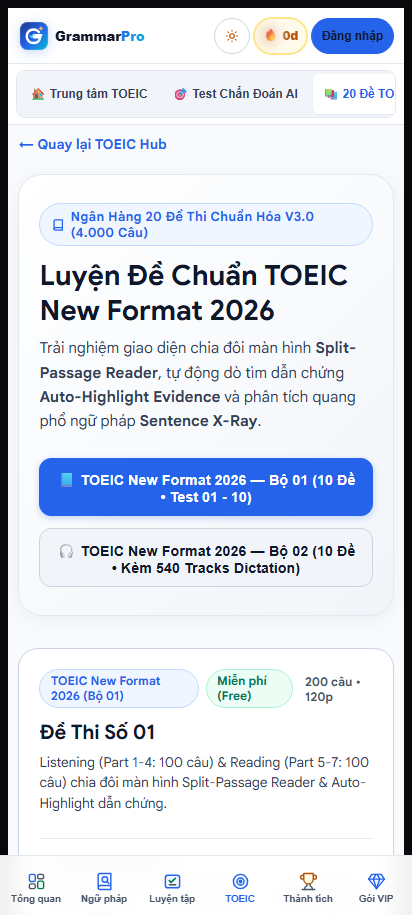 GrammarPro
0d
Đăng nhập
Trung tâm TOEIC
Test Chẩn Đoán AI
20 Đề TO
← Quay lại TOEIC Hub
Ngân Hàng 20 Đề Thi Chuẩn Hóa V3.0
(4.000 Câu)
Luyện Đề Chuẩn TOEIC
New Format 2026
Trải nghiệm giao diện chia đôi màn hình Split-
Passage Reader, tự động dò tìm dẫn chứng
Auto-Highlight Evidence và phân tích quang
phổ ngữ pháp Sentence X-Ray.
TOEIC New Format 2026 — Bộ 01 (10 Đề
• Test 01 - 10)
TOEIC New Format 2026 — Bộ 02 (10 Đề
• Kèm 540 Tracks Dictation)
TOEIC New Format
2026 (Bộ 01)
Miễn phí
(Free)
200 câu •
120p
Đề Thi Số 01
Listening (Part 1-4: 100 câu) & Reading (Part 5-7: 100
câu) chia đôi màn hình Split-Passage Reader & Auto-
Highlight dẫn chứng.
Tổng quan
Ngữ pháp
Luyện tập
TOEIC
Thành tích
Gói VIP